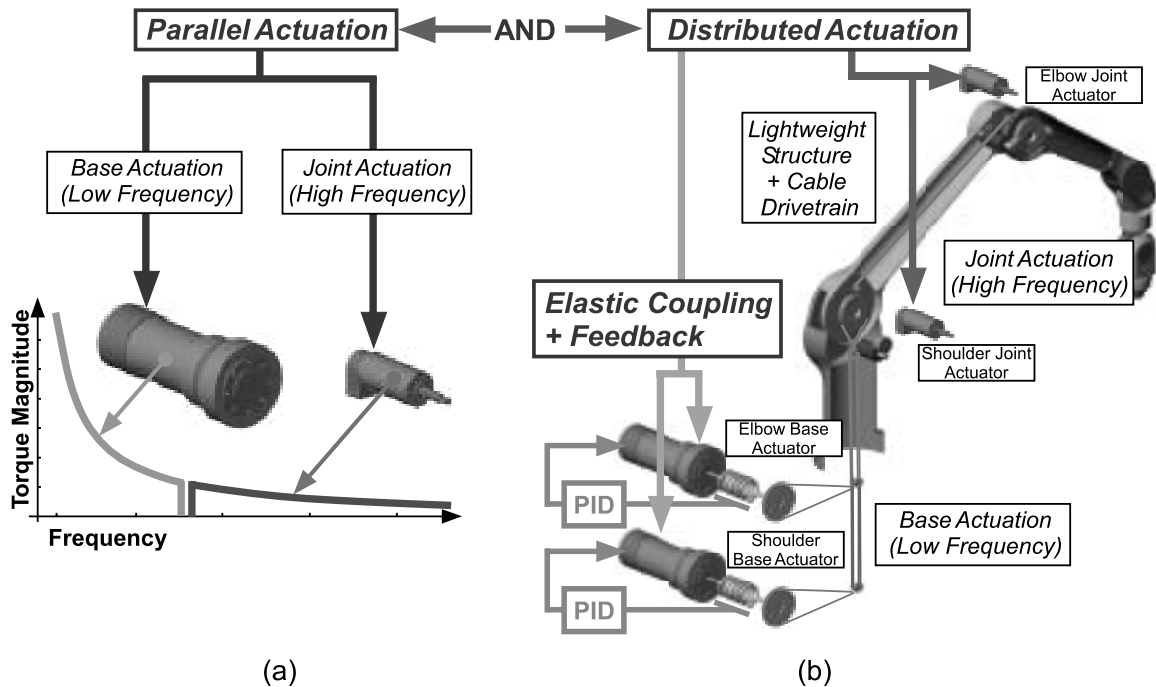 Parallel Actuation
AND
Distributed Actuation
Base Actuation
(Low Frequency)
Joint Actuation
(High Frequency)
Torque Magnitude
Frequency
(a)
Elbow Joint
Actuator
Lightweight
Structure
+ Cable
Drivetrain
Joint Actuation
(High Frequency)
Elastic Coupling
+ Feedback
Shoulder Joint
Actuator
Elbow Base
Actuator
PID
Shoulder
Base Actuator
PID
Base Actuation
(Low Frequency)
(b)